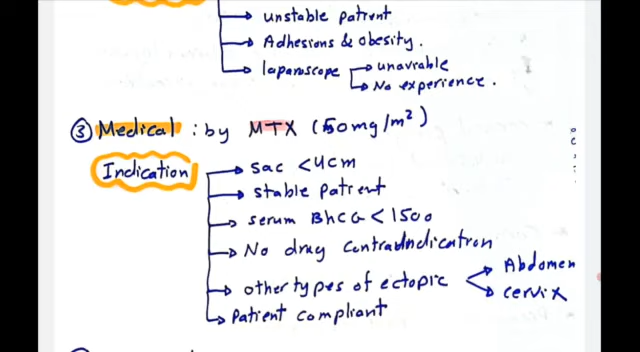 unstable patient
Adhesions & obesity.
laparoscope unavilable
No experience.
③ Medical : by MTX (50mg/m²)
Indication
sac <4cm
stable patient
serum BhCG < 1500
No drug contraindication
other types of ectopic Abdomen
cervix
Patient compliant